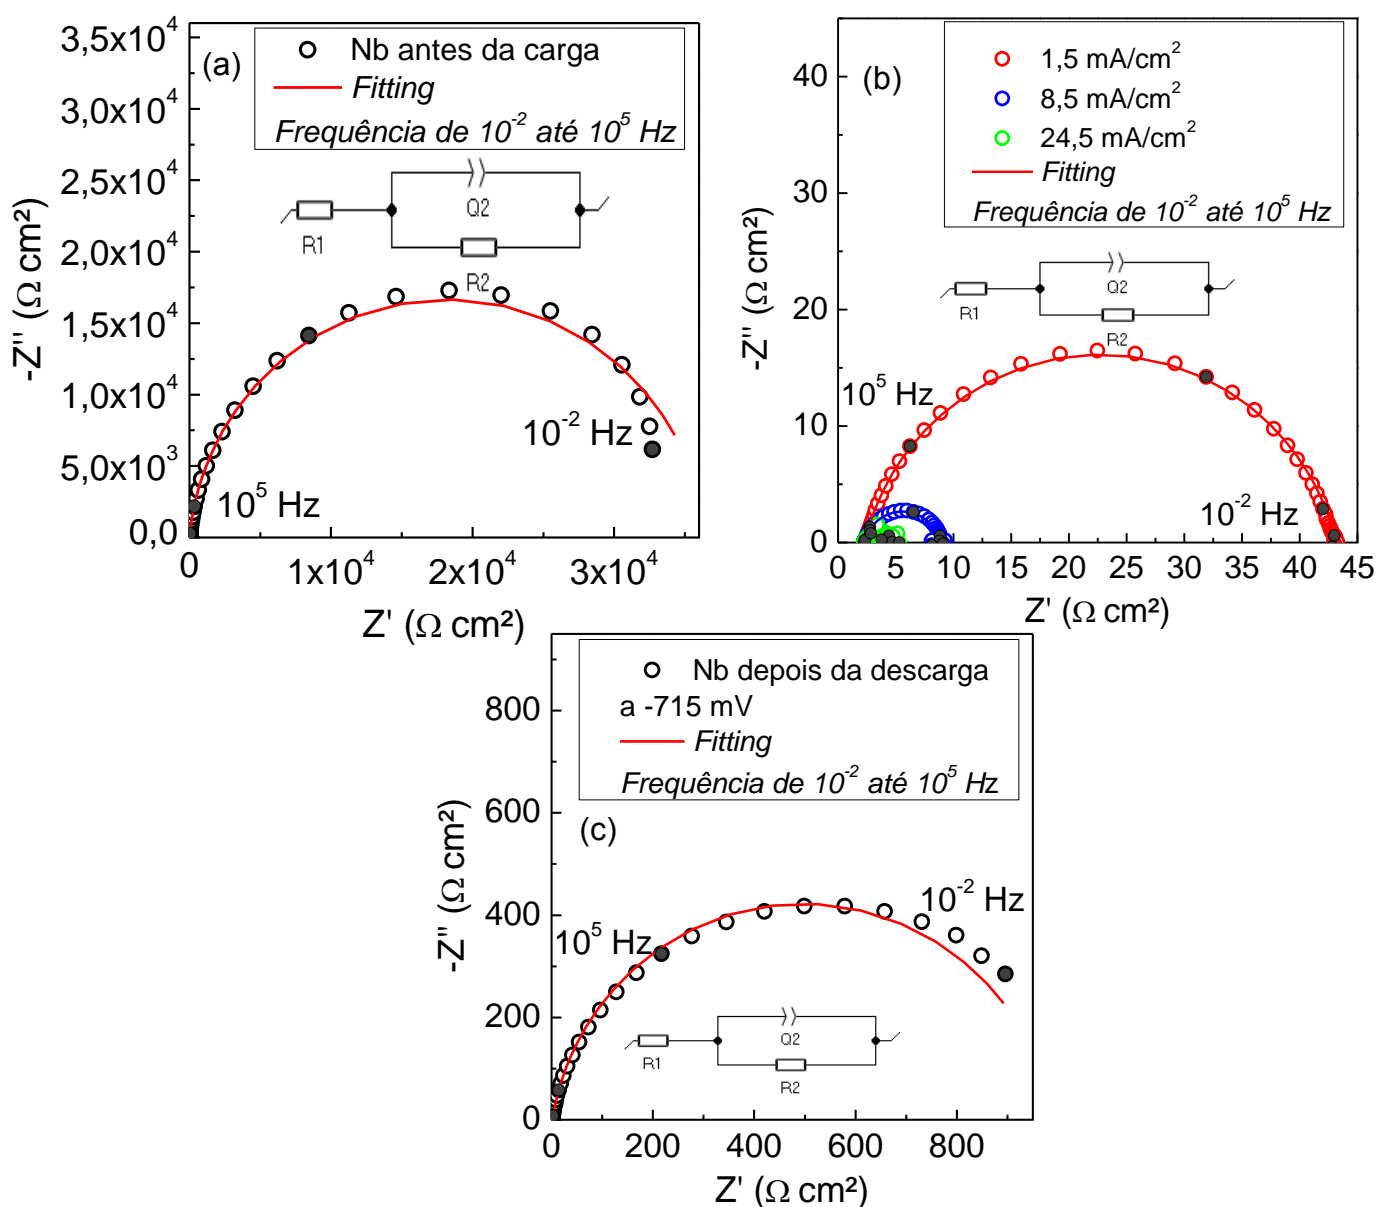 (a)
Nb antes da carga
Fitting
Frequência de 10⁻² até 10⁵ Hz
3,5x10⁴
3,0x10⁴
2,5x10⁴
2,0x10⁴
1,5x10⁴
1,0x10⁴
5,0x10³
0,0
-Z'' (Ω cm²)
R1
Q2
R2
10⁵ Hz
10⁻² Hz
0
1x10⁴
2x10⁴
3x10⁴
Z' (Ω cm²)
(b)
1,5 mA/cm²
8,5 mA/cm²
24,5 mA/cm²
Fitting
Frequência de 10⁻² até 10⁵ Hz
40
30
20
10
0
-Z'' (Ω cm²)
R1
Q2
R2
10⁵ Hz
10⁻² Hz
0
5
10
15
20
25
30
35
40
45
Z' (Ω cm²)
Nb depois da descarga
a -715 mV
Fitting
Frequência de 10⁻² até 10⁵ Hz
(c)
800
600
400
200
0
-Z'' (Ω cm²)
10⁵ Hz
10⁻² Hz
R1
Q2
R2
0
200
400
600
800
Z' (Ω cm²)